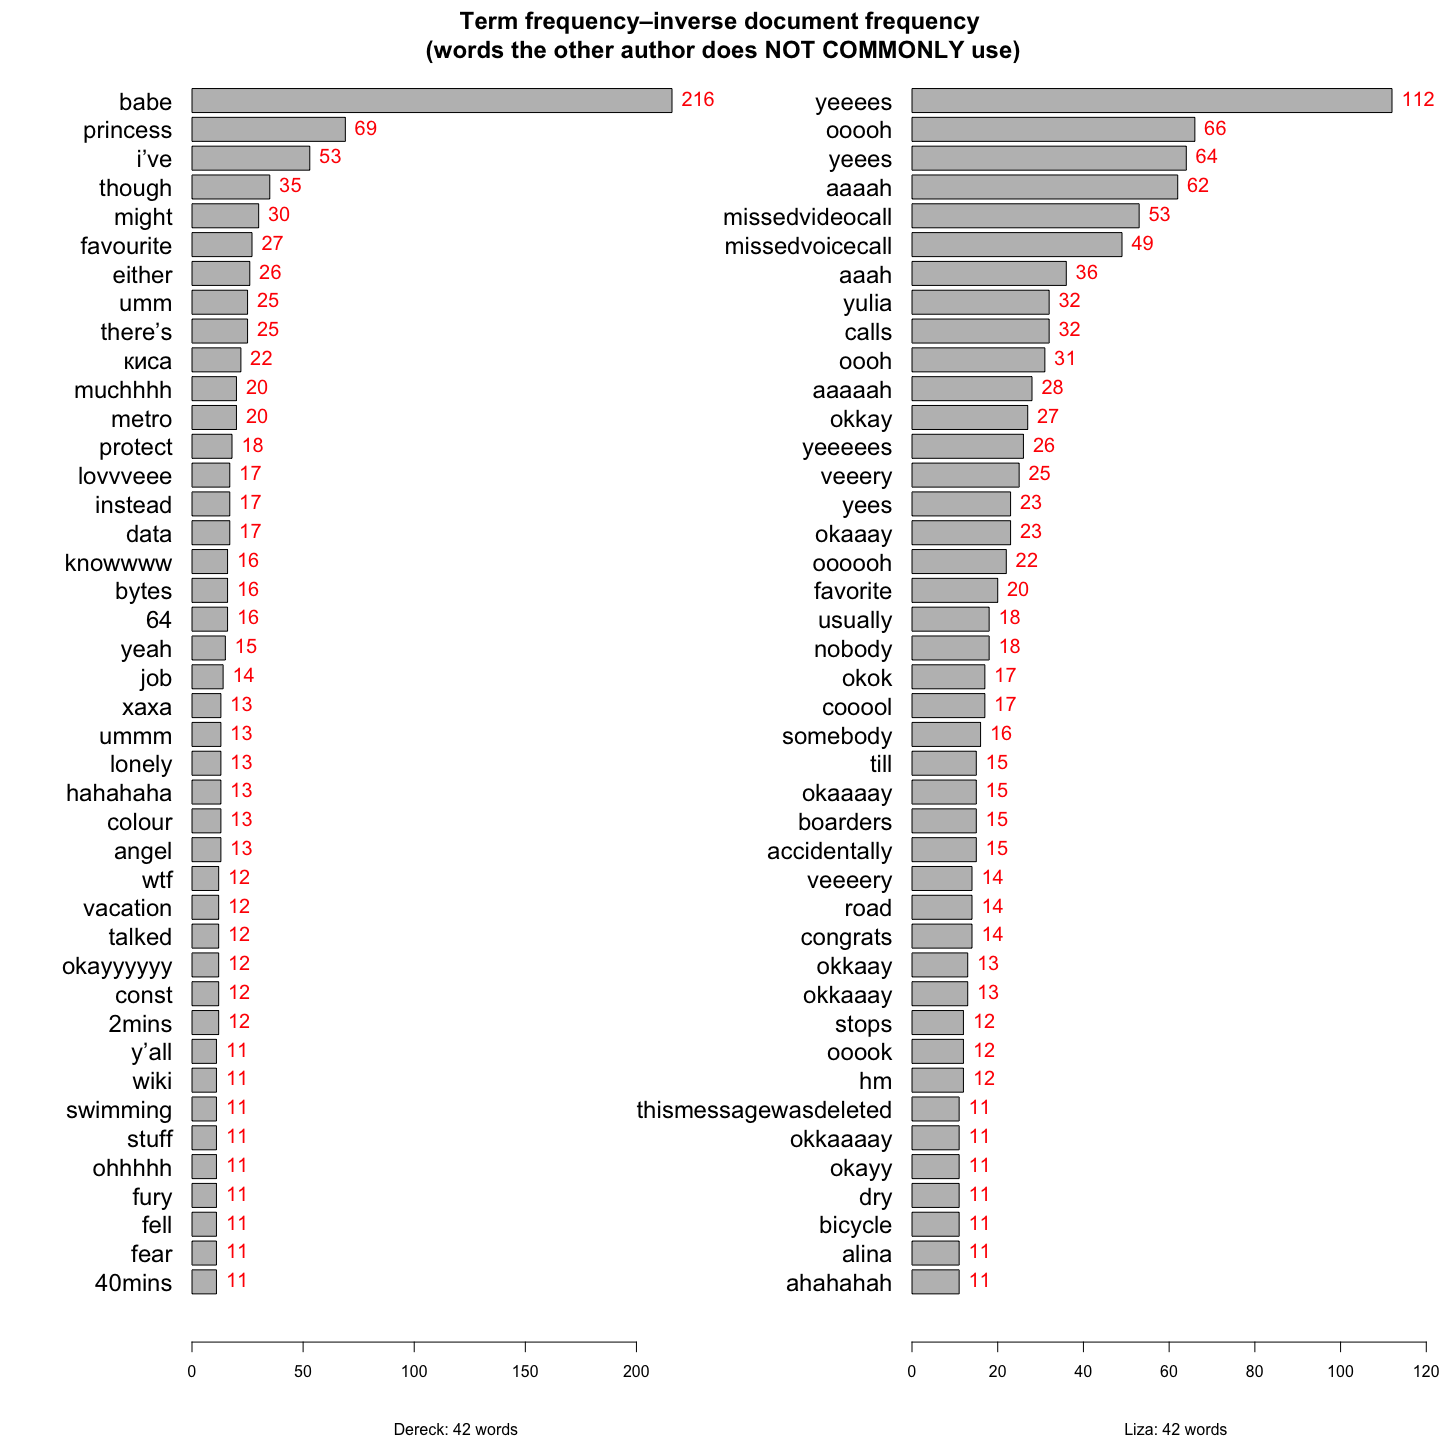 Term frequency–inverse document frequency
(words the other author does NOT COMMONLY use)
babe 216
princess 69
i’ve 53
though 35
might 30
favourite 27
either 26
umm 25
there’s 25
киса 22
muchhhh 20
metro 20
protect 18
lovvveee 17
instead 17
data 17
knowwww 16
bytes 16
64 16
yeah 15
job 14
xaxa 13
ummm 13
lonely 13
hahahaha 13
colour 13
angel 13
wtf 12
vacation 12
talked 12
okayyyyyy 12
const 12
2mins 12
y’all 11
wiki 11
swimming 11
stuff 11
ohhhhh 11
fury 11
fell 11
fear 11
40mins 11
0 50 100 150 200
Dereck: 42 words
yeeees 112
ooooh 66
yeees 64
aaaah 62
missedvideocall 53
missedvoicecall 49
aaah 36
yulia 32
calls 32
oooh 31
aaaaah 28
okkay 27
yeeeees 26
veeery 25
yees 23
okaaay 23
oooooh 22
favorite 20
usually 18
nobody 18
okok 17
cooool 17
somebody 16
till 15
okaaaay 15
boarders 15
accidentally 15
veeeery 14
road 14
congrats 14
okkaay 13
okkaaay 13
stops 12
ooook 12
hm 12
thismessagewasdeleted 11
okkaaaay 11
okayy 11
dry 11
bicycle 11
alina 11
ahahahah 11
0 20 40 60 80 100 120
Liza: 42 words